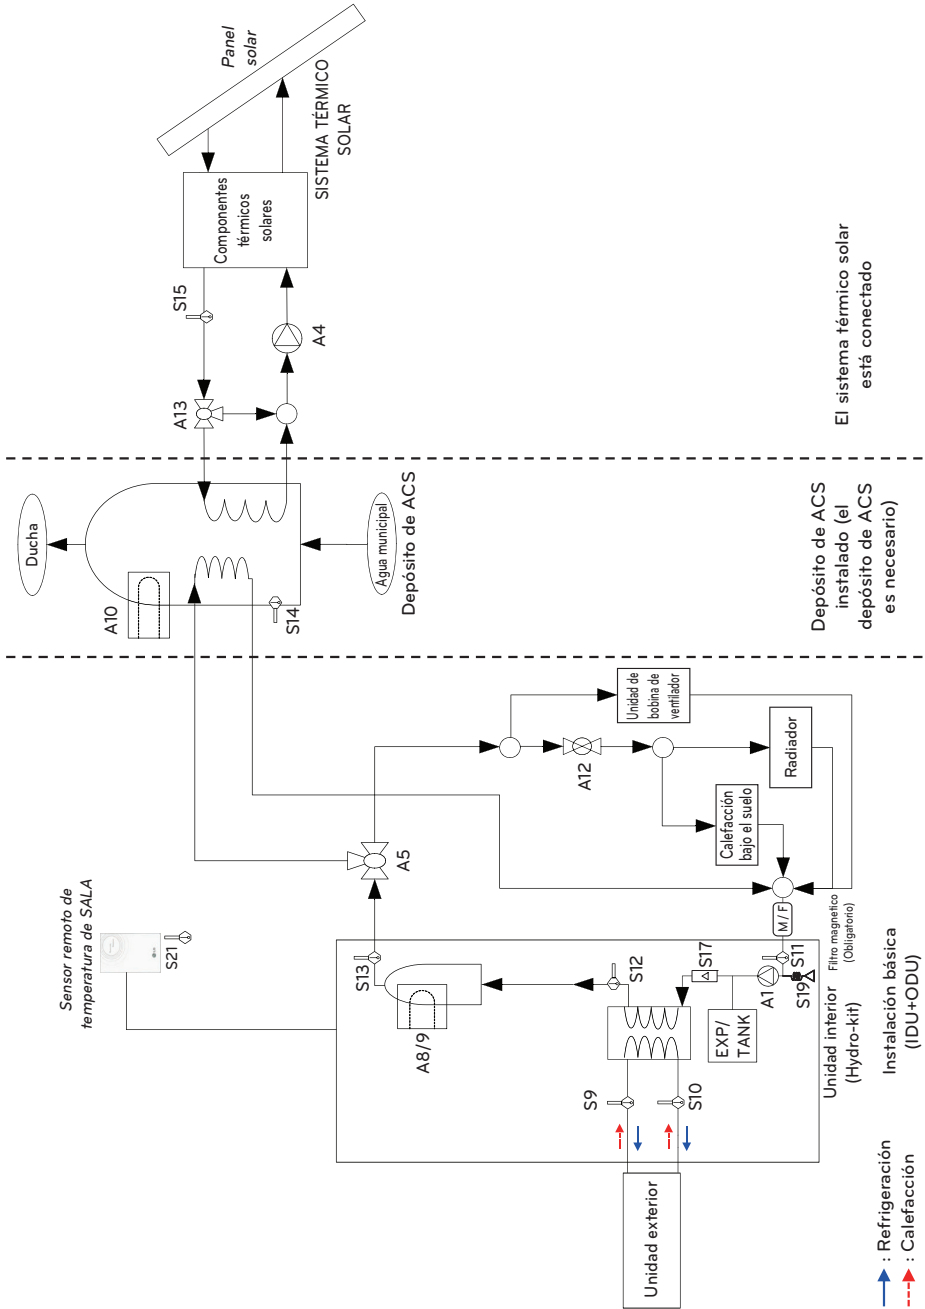 Sensor remoto de
temperatura de SALA
S21
Unidad exterior
S9
S10
A8/9
S13
S12
EXP/
TANK
S17
A1
S19
S11
Unidad interior
(Hydro-kit)
M / F
Filtro magnetico
(Obligatorio)
A5
A12
Unidad de
bobina de
ventilador
Radiador
Calefacción
bajo el suelo
Ducha
A10
S14
Agua municipal
Depósito de ACS
A13
S15
A4
Componentes
térmicos
solares
Panel
solar
SISTEMA TÉRMICO
SOLAR
Instalación básica
(IDU+ODU)
Depósito de ACS
instalado (el
depósito de ACS
es necesario)
El sistema térmico solar
está conectado
: Refrigeración
: Calefacción